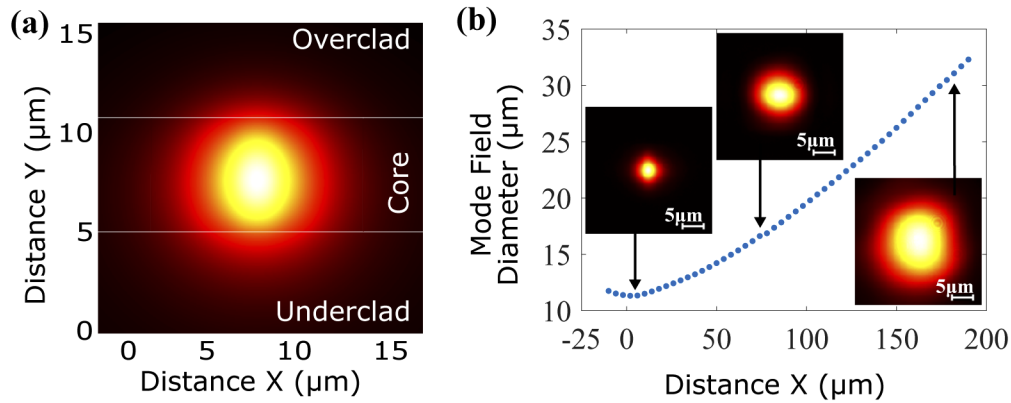 (a)
15
10
5
0
Distance Y (μm)
Overclad
Core
Underclad
0 5 10 15
Distance X (μm)
(b)
35
30
25
20
15
10
Mode Field
Diameter (μm)
5μm
5μm
5μm
-25 0 50 100 150 200
Distance X (μm)